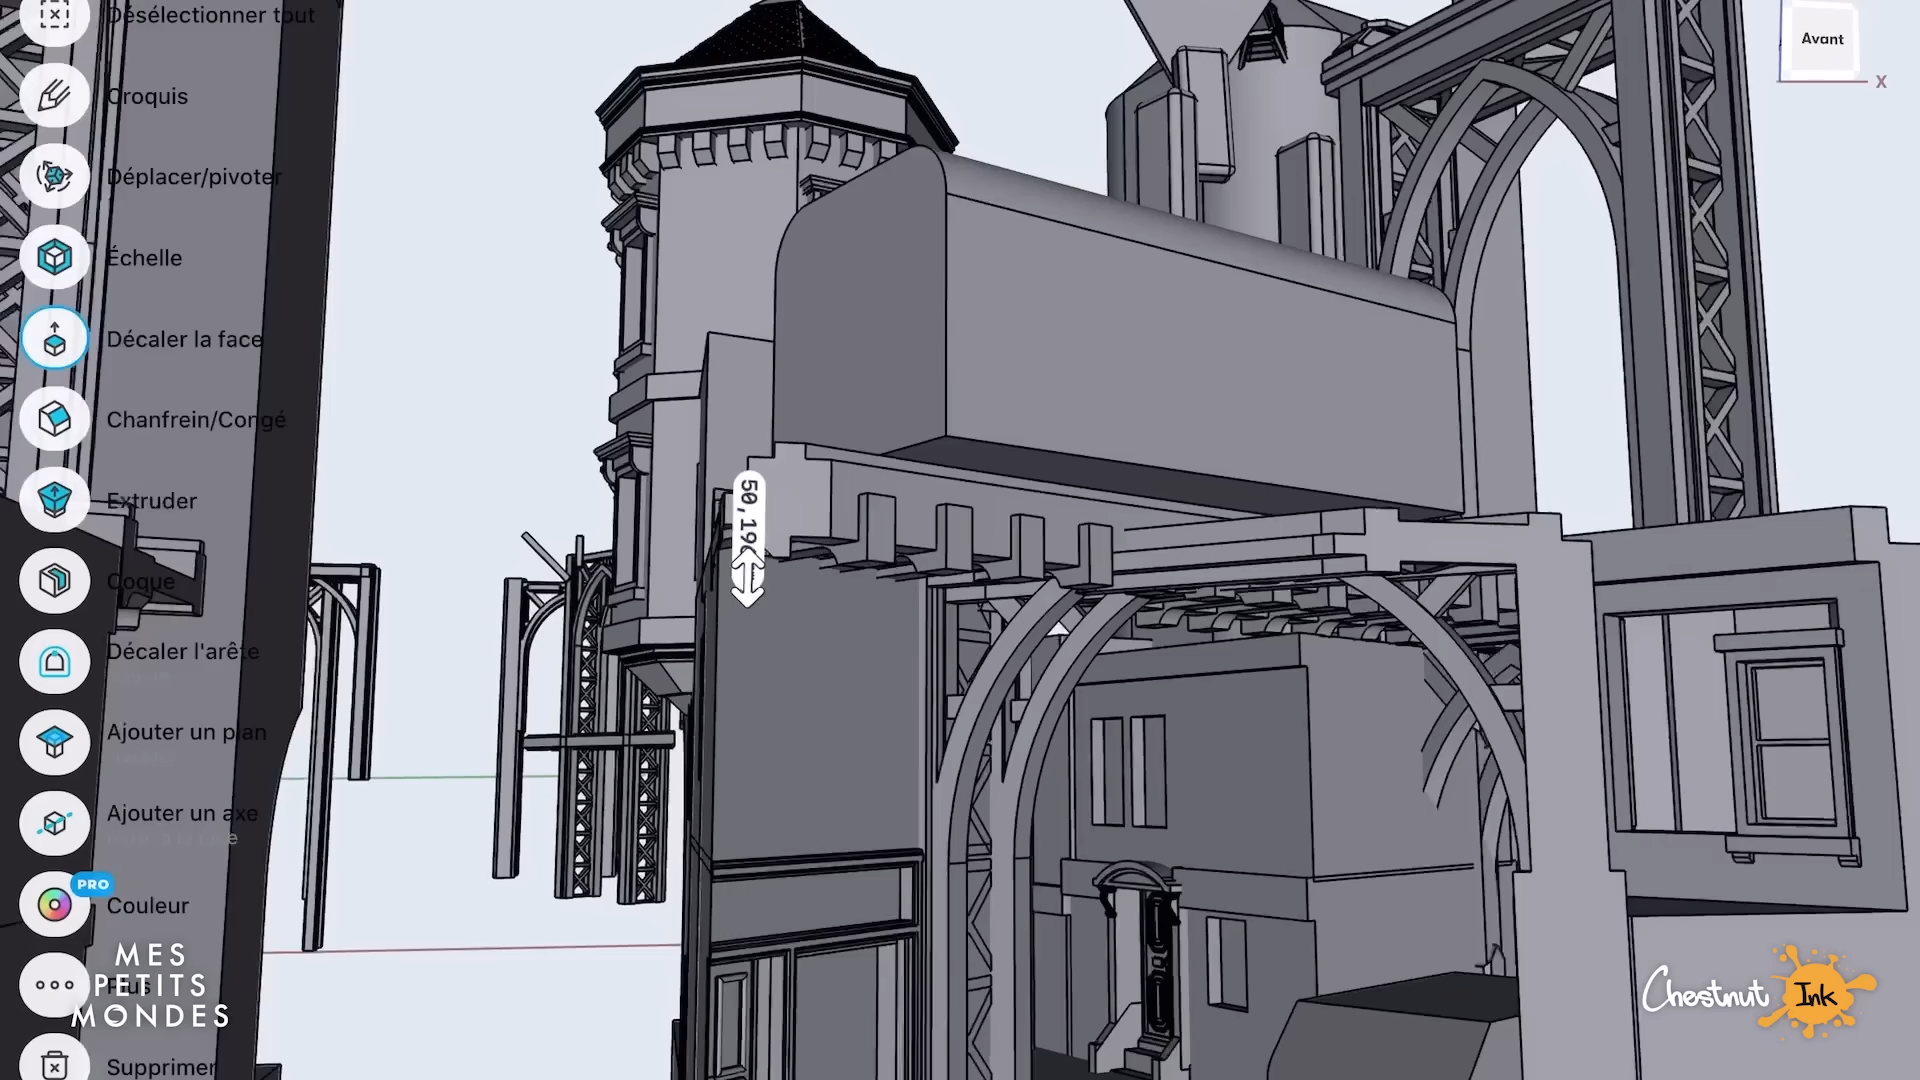 Désélectionner tout
Croquis
Déplacer/pivoter
Échelle
Décaler la face
Chanfrein/Congé
Extruder
Coque
Décaler l'arête
Ajouter un plan
Ajouter un axe
PRO
Couleur
Plus
Supprimer
MES
PETITS
MONDES
50,19
Avant
X
Chestnut
Ink